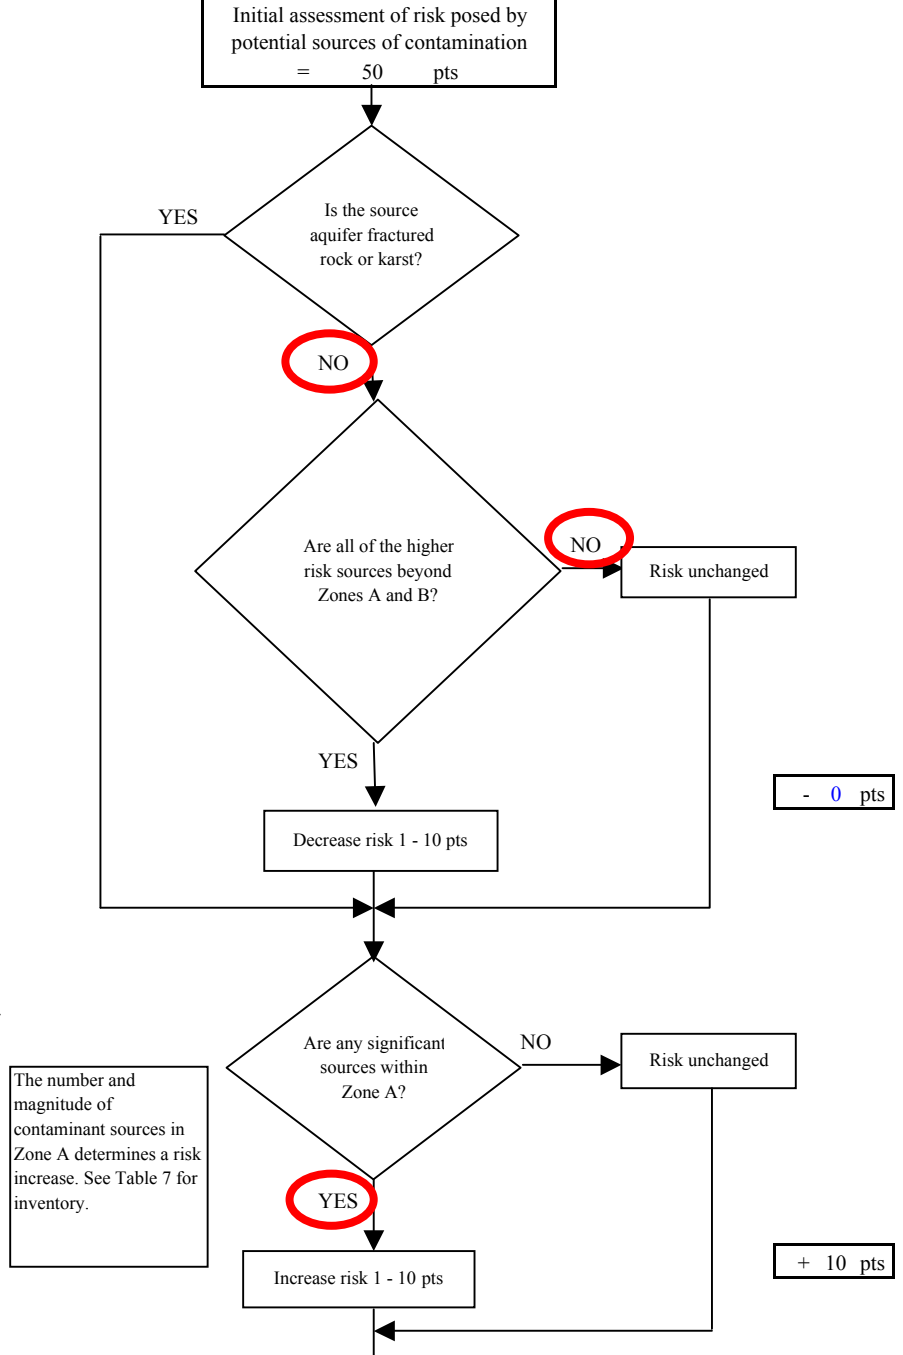 Initial assessment of risk posed by
potential sources of contamination
= 50 pts
YES
Is the source
aquifer fractured
rock or karst?
NO
Are all of the higher
risk sources beyond
Zones A and B?
NO
Risk unchanged
YES
- 0 pts
Decrease risk 1 - 10 pts
Are any significant
sources within
Zone A?
NO
Risk unchanged
The number and
magnitude of
contaminant sources in
Zone A determines a risk
increase. See Table 7 for
inventory.
YES
+ 10 pts
Increase risk 1 - 10 pts